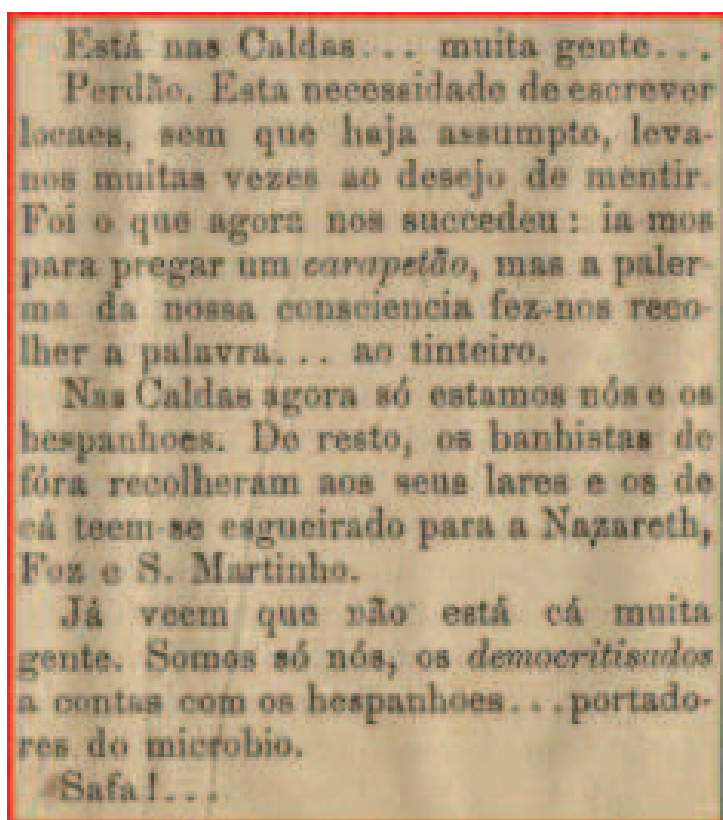 Está nas Caldas... muita gente...
Perdão. Esta necessidade de escrever
locaes, sem que haja assumpto, leva-
nos muitas vezes ao desejo de mentir.
Foi o que agora nos succedeu: ia-mos
para pregar um carapetão, mas a paler-
ma da nossa consciencia fez-nos reco-
lher a palavra... ao tinteiro.
Nas Caldas agora só estamos nós e os
hespanhoes. De resto, os banhistas de
fóra recolheram aos seus lares e os de
cá teem-se esgueirado para a Nazareth,
Foz e S. Martinho.
Já veem que não está cá muita
gente. Somos só nós, os democritisados
a contas com os hespanhoes...portado-
res do microbio.
Safa!...